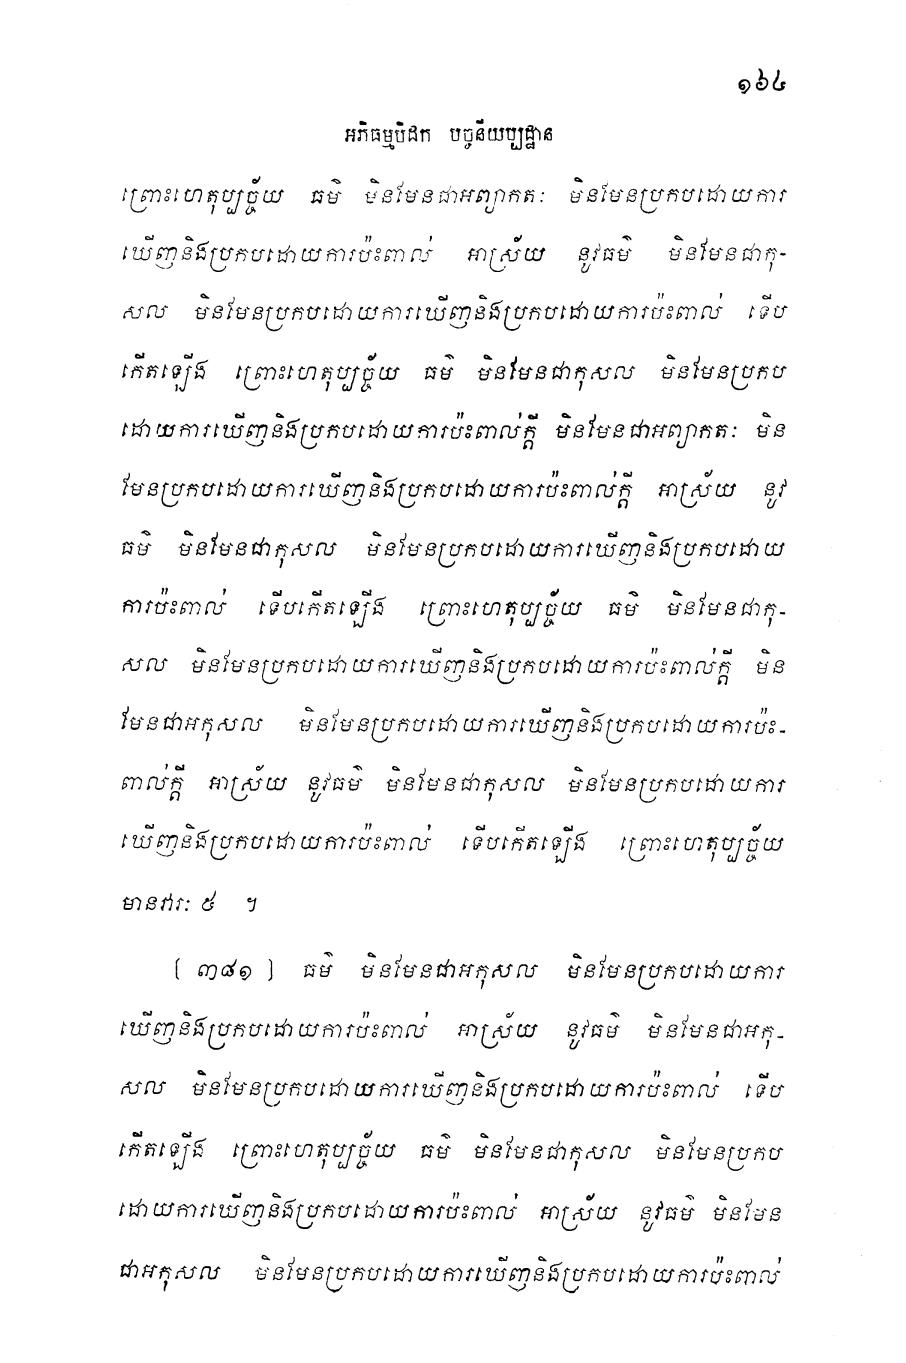 ១៦៤
អភិធម្មបិដក បច្ចនីយប្បដ្ឋាន
ព្រោះហេតុប្បច្ច័យ ធម៌ មិនមែនជាអព្យាកតៈ មិនមែនប្រកបដោយការ
ឃើញនិងប្រកបដោយការប៉ះពាល់ អាស្រ័យ នូវធម៌ មិនមែនជាកុ-
សល មិនមែនប្រកបដោយការឃើញនិងប្រកបដោយការប៉ះពាល់ ទើប
កើតឡើង ព្រោះហេតុប្បច្ច័យ ធម៌ មិនមែនជាកុសល មិនមែនប្រកប
ដោយការឃើញនិងប្រកបដោយការប៉ះពាល់ក្តី មិនមែនជាអព្យាកតៈ មិន
មែនប្រកបដោយការឃើញនិងប្រកបដោយការប៉ះពាល់ក្តី អាស្រ័យ នូវ
ធម៌ មិនមែនជាកុសល មិនមែនប្រកបដោយការឃើញនិងប្រកបដោយ
ការប៉ះពាល់ ទើបកើតឡើង ព្រោះហេតុប្បច្ច័យ ធម៌ មិនមែនជាកុ-
សល មិនមែនប្រកបដោយការឃើញនិងប្រកបដោយការប៉ះពាល់ក្តី មិន
មែនជាអកុសល មិនមែនប្រកបដោយការឃើញនិងប្រកបដោយការប៉ះ-
ពាល់ក្តី អាស្រ័យ នូវធម៌ មិនមែនជាកុសល មិនមែនប្រកបដោយការ
ឃើញនិងប្រកបដោយការប៉ះពាល់ ទើបកើតឡើង ព្រោះហេតុប្បច្ច័យ
មានវារៈ ៥ ។
[ ៣៨១ ] ធម៌ មិនមែនជាអកុសល មិនមែនប្រកបដោយការ
ឃើញនិងប្រកបដោយការប៉ះពាល់ អាស្រ័យ នូវធម៌ មិនមែនជាអកុ-
សល មិនមែនប្រកបដោយការឃើញនិងប្រកបដោយការប៉ះពាល់ ទើប
កើតឡើង ព្រោះហេតុប្បច្ច័យ ធម៌ មិនមែនជាកុសល មិនមែនប្រកប
ដោយការឃើញនិងប្រកបដោយការប៉ះពាល់ អាស្រ័យ នូវធម៌ មិនមែន
ជាអកុសល មិនមែនប្រកបដោយការឃើញនិងប្រកបដោយការប៉ះពាល់